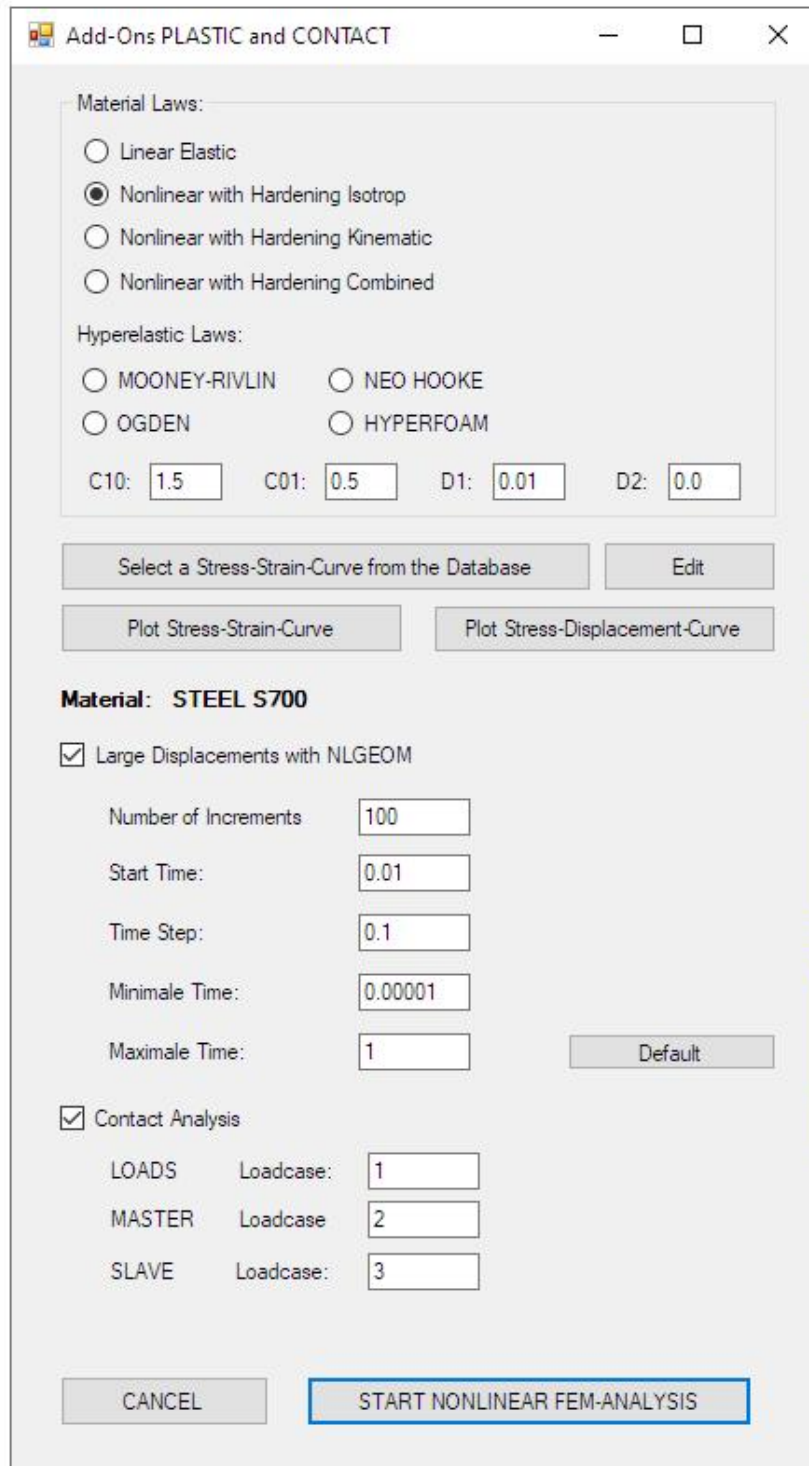 Add-Ons PLASTIC and CONTACT
Material Laws:
Linear Elastic
Nonlinear with Hardening Isotrop
Nonlinear with Hardening Kinematic
Nonlinear with Hardening Combined
Hyperelastic Laws:
MOONEY-RIVLIN NEO HOOKE
OGDEN HYPERFOAM
C10: 1.5 C01: 0.5 D1: 0.01 D2: 0.0
Select a Stress-Strain-Curve from the Database Edit
Plot Stress-Strain-Curve Plot Stress-Displacement-Curve
Material: STEEL S700
Large Displacements with NLGEOM
Number of Increments 100
Start Time: 0.01
Time Step: 0.1
Minimale Time: 0.00001
Maximale Time: 1 Default
Contact Analysis
LOADS Loadcase: 1
MASTER Loadcase 2
SLAVE Loadcase: 3
CANCEL START NONLINEAR FEM-ANALYSIS